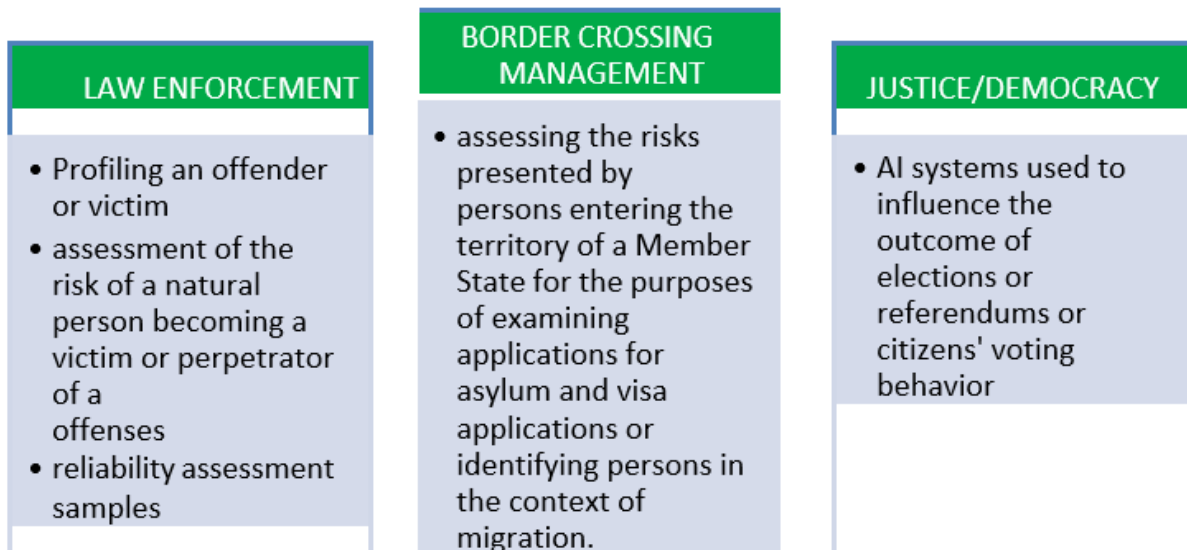 LAW ENFORCEMENT
• Profiling an offender
or victim
• assessment of the
risk of a natural
person becoming a
victim or perpetrator
of a
offenses
• reliability assessment
samples
BORDER CROSSING
MANAGEMENT
• assessing the risks
presented by
persons entering the
territory of a Member
State for the purposes
of examining
applications for
asylum and visa
applications or
identifying persons in
the context of
migration.
JUSTICE/DEMOCRACY
• AI systems used to
influence the
outcome of
elections or
referendums or
citizens' voting
behavior